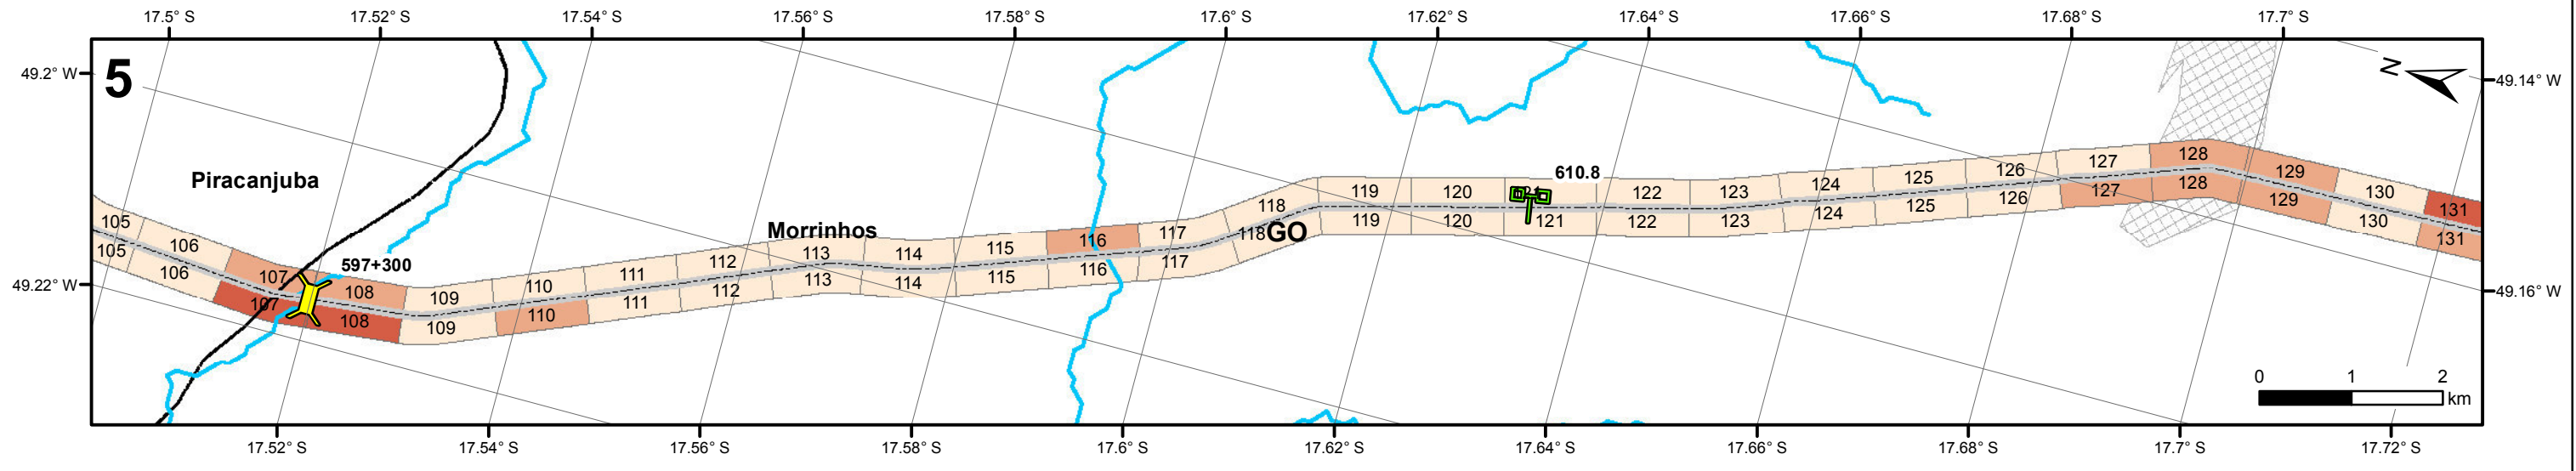 17.5° S 17.52° S 17.54° S 17.56° S 17.58° S 17.6° S 17.62° S 17.64° S 17.66° S 17.68° S 17.7° S
5
49.2° W
49.14° W
N
Piracanjuba
597+300
Morrinhos
GO
610.8
105 106 107 108 109 110 111 112 113 114 115 116 117 118 119 120 122 123 124 125 126 127 128 129 130 131
105 106 107 108 109 110 111 112 113 114 115 116 117 118 119 120 121 122 123 124 125 126 127 128 129 130 131
49.22° W
49.16° W
0 1 2
km
17.52° S 17.54° S 17.56° S 17.58° S 17.6° S 17.62° S 17.64° S 17.66° S 17.68° S 17.7° S 17.72° S